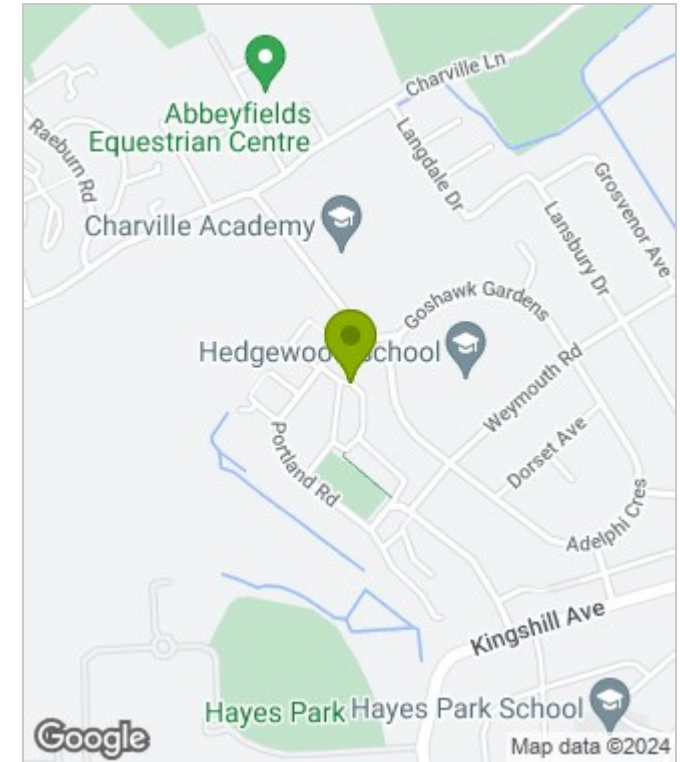 Charville Ln
Abbeyfields
Equestrian Centre
Raeburn Rd
Langdale Dr
Grosvenor Ave
Charville Academy
Lansbury Dr
Goshawk Gardens
Hedgewood School
Weymouth Rd
Portland Rd
Dorset Ave
Adelphi Cres
Kingshill Ave
Hayes Park
Hayes Park School
Google
Map data ©2024